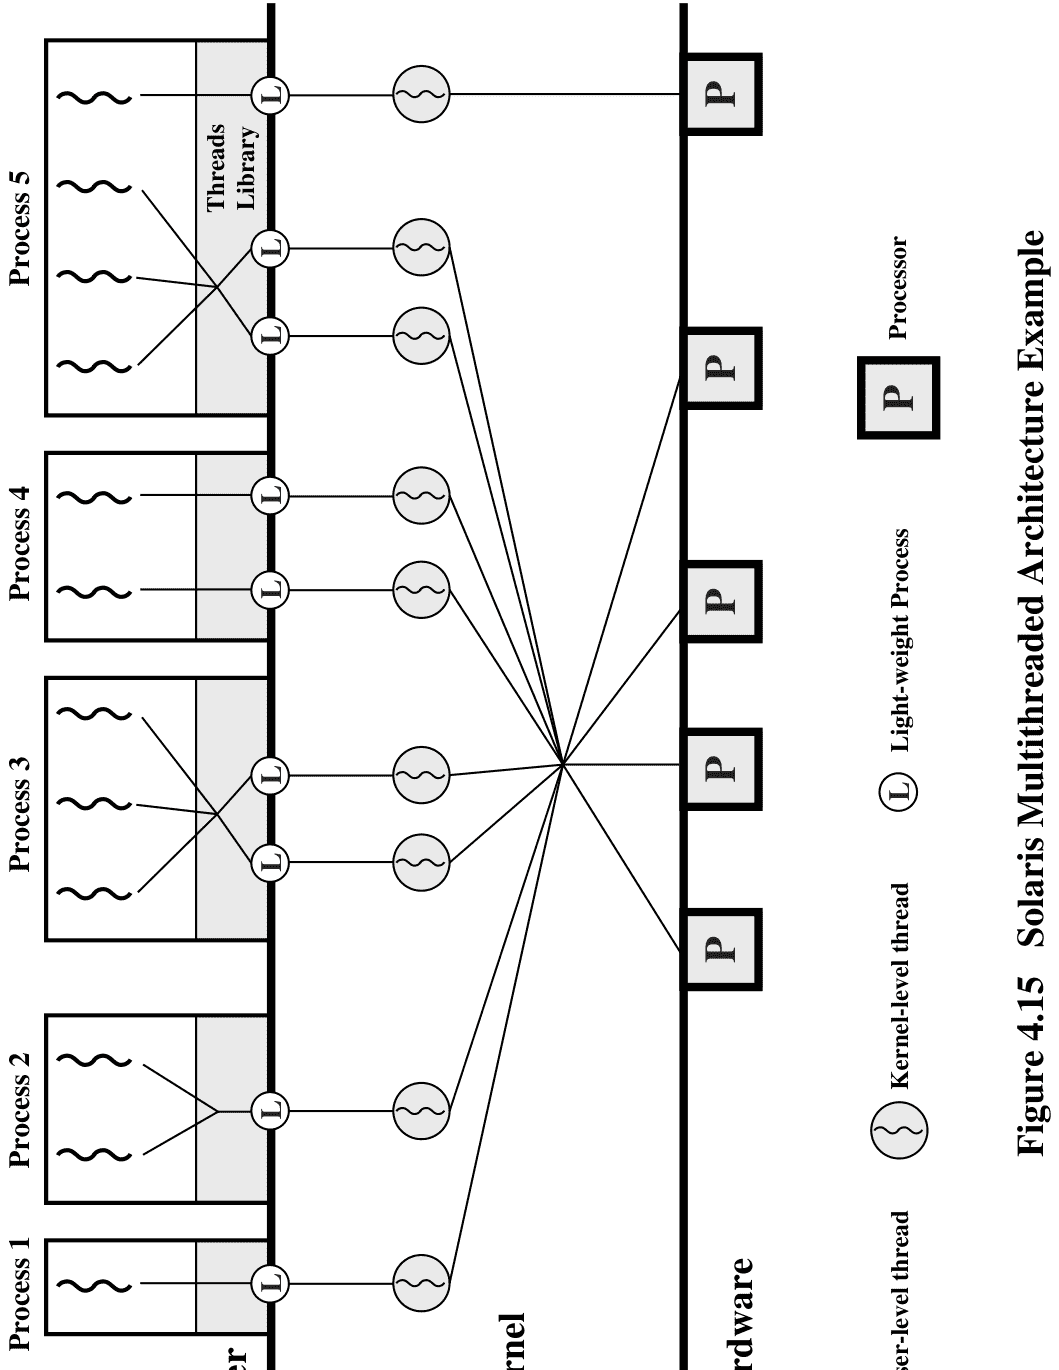 Process 1
Process 2
Process 3
Process 4
Process 5
Threads
Library
er
L
L
L
L
L
L
L
L
L
rnel
rdware
P
P
P
P
P
ser-level thread
Kernel-level thread
L
Light-weight Process
P
Processor
Figure 4.15 Solaris Multithreaded Architecture Example